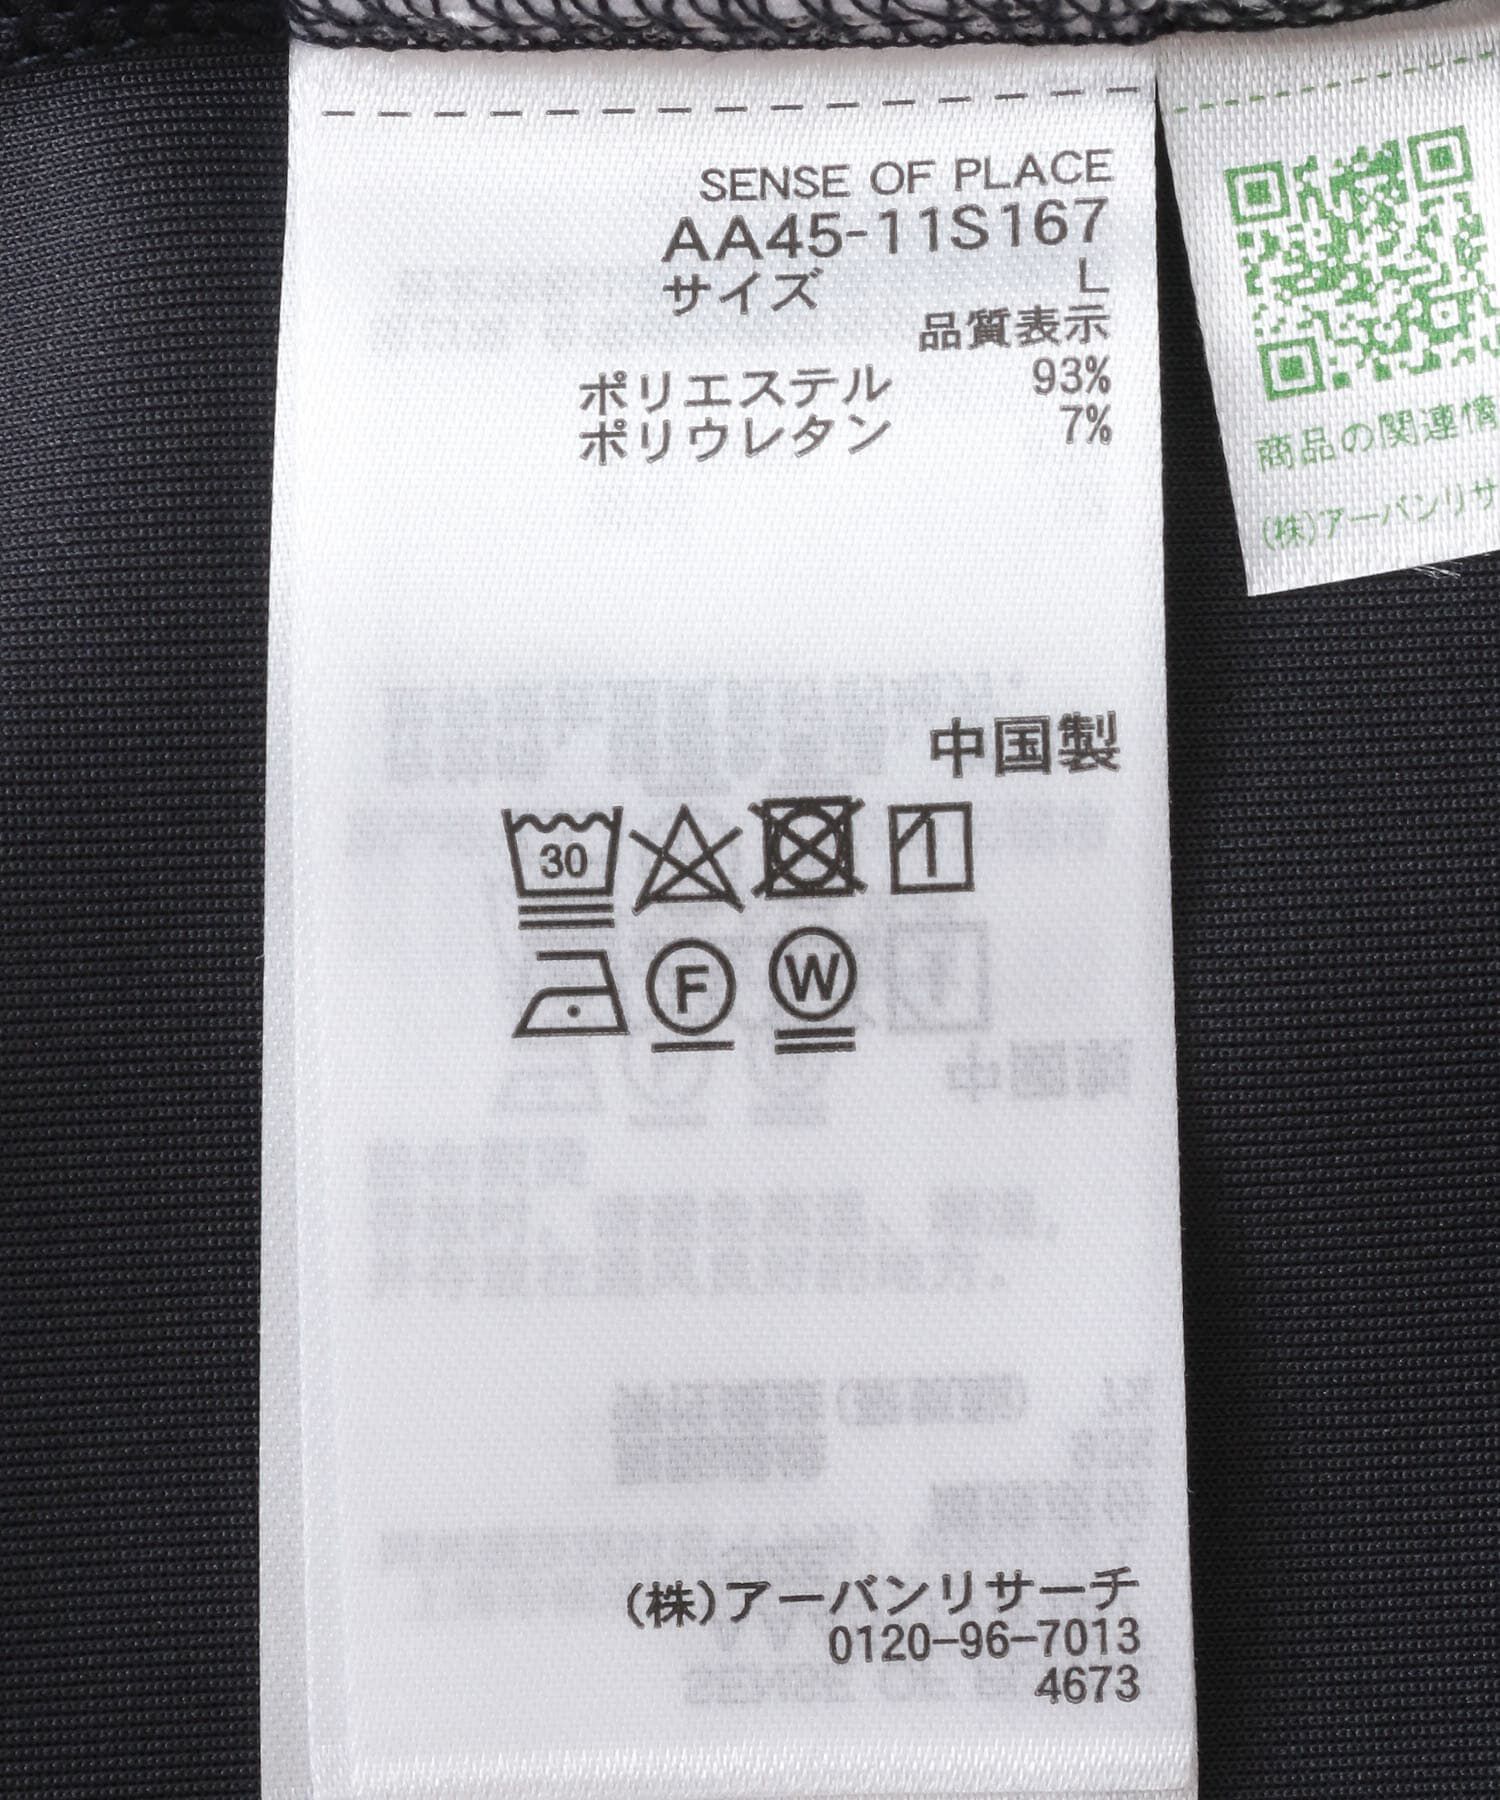 SENSE OF PLACE
AA45-11S167
サイズ L
品質表示
ポリエステル 93%
ポリウレタン 7%
中国製
30
F W
(株)アーバンリサーチ
0120-96-7013
4673
商品の関連情
(株)アーバンリサ